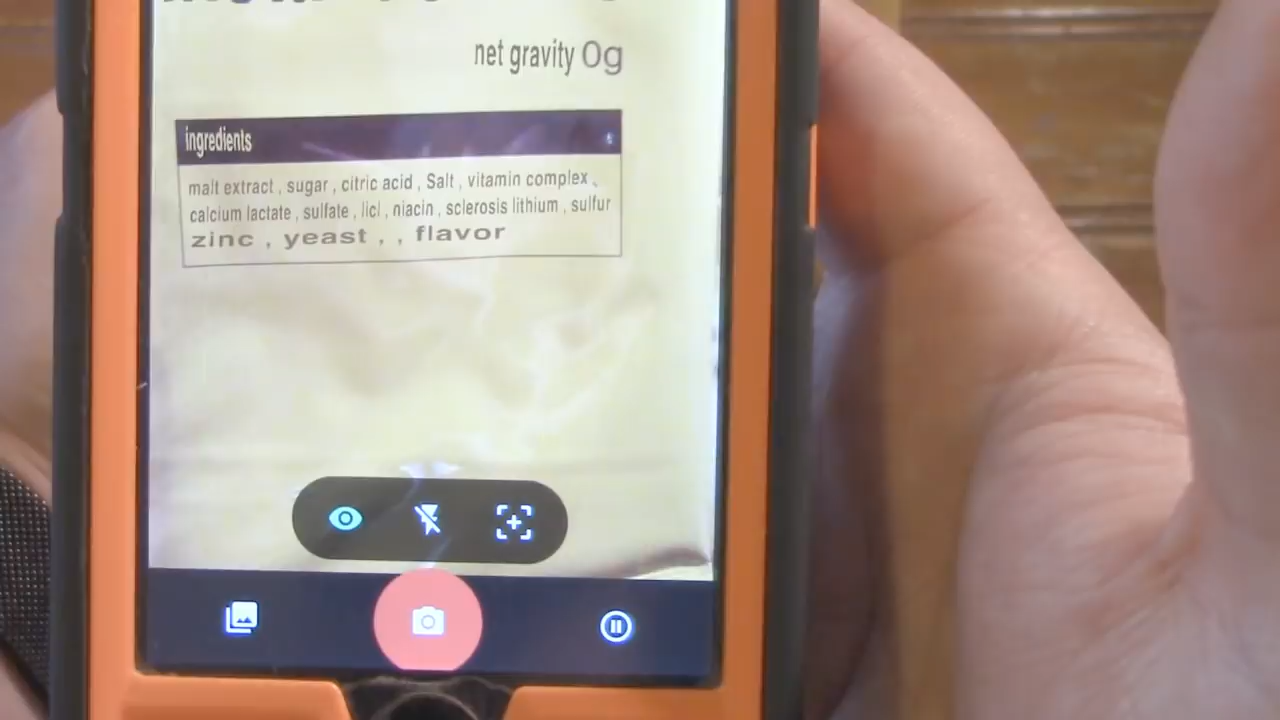 net gravity 0g
ingredients
malt extract , sugar , citric acid , Salt , vitamin complex 、
calcium lactate , sulfate , licl , niacin , sclerosis lithium , sulfur
zinc , yeast , , flavor